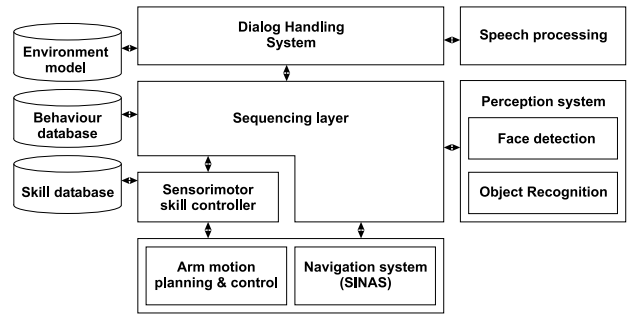 Dialog Handling
System
Speech processing
Environment
model
Behaviour
database
Sequencing layer
Perception system
Face detection
Object Recognition
Skill database
Sensorimotor
skill controller
Arm motion
planning & control
Navigation system
(SINAS)